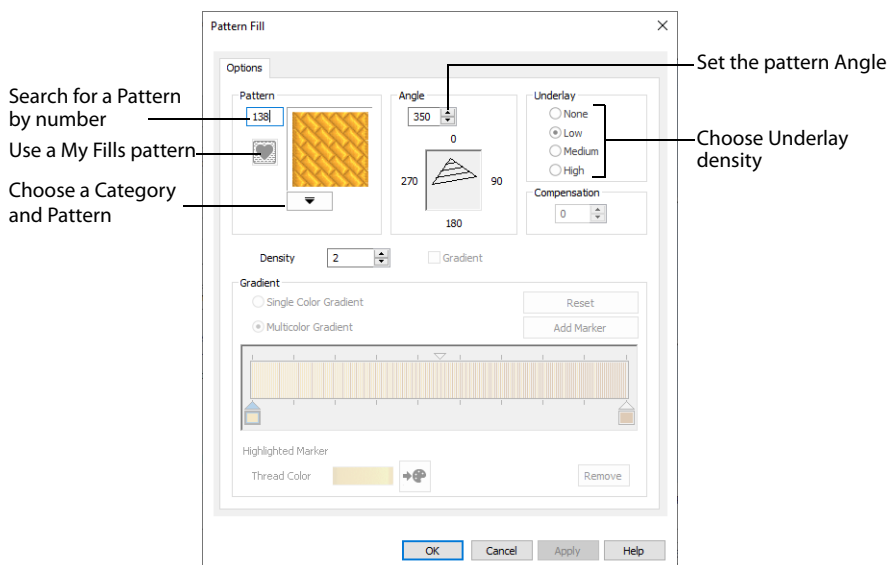 Pattern Fill
Options
Search for a Pattern
by number
Use a My Fills pattern
Choose a Category
and Pattern
Pattern
138
Angle
350
0
270
90
180
Underlay
None
Low
Medium
High
Compensation
0
Set the pattern Angle
Choose Underlay
density
Density
2
Gradient
Gradient
Single Color Gradient
Reset
Multicolor Gradient
Add Marker
Highlighted Marker
Thread Color
Remove
OK
Cancel
Apply
Help